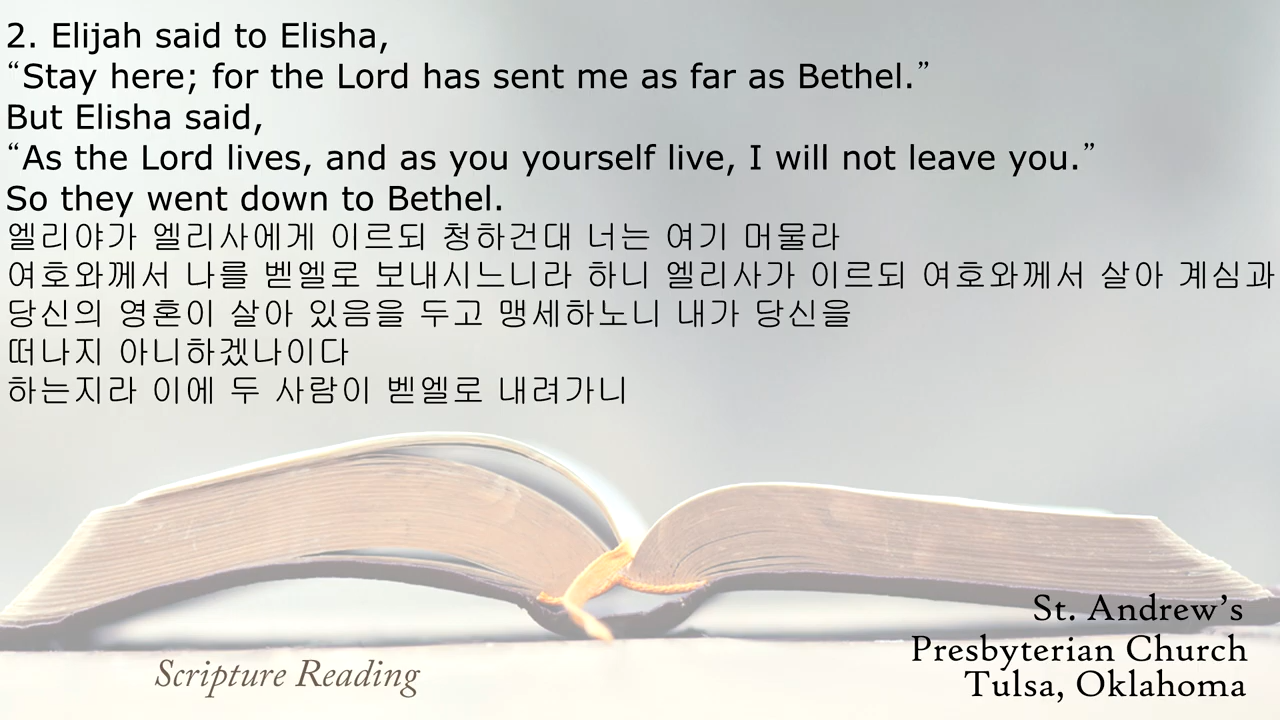 2. Elijah said to Elisha,
“Stay here; for the Lord has sent me as far as Bethel.”
But Elisha said,
“As the Lord lives, and as you yourself live, I will not leave you.”
So they went down to Bethel.
엘리야가 엘리사에게 이르되 청하건대 너는 여기 머물라
여호와께서 나를 벧엘로 보내시느니라 하니 엘리사가 이르되 여호와께서 살아 계심과
당신의 영혼이 살아 있음을 두고 맹세하노니 내가 당신을
떠나지 아니하겠나이다
하는지라 이에 두 사람이 벧엘로 내려가니
St. Andrew’s
Presbyterian Church
Tulsa, Oklahoma
Scripture Reading